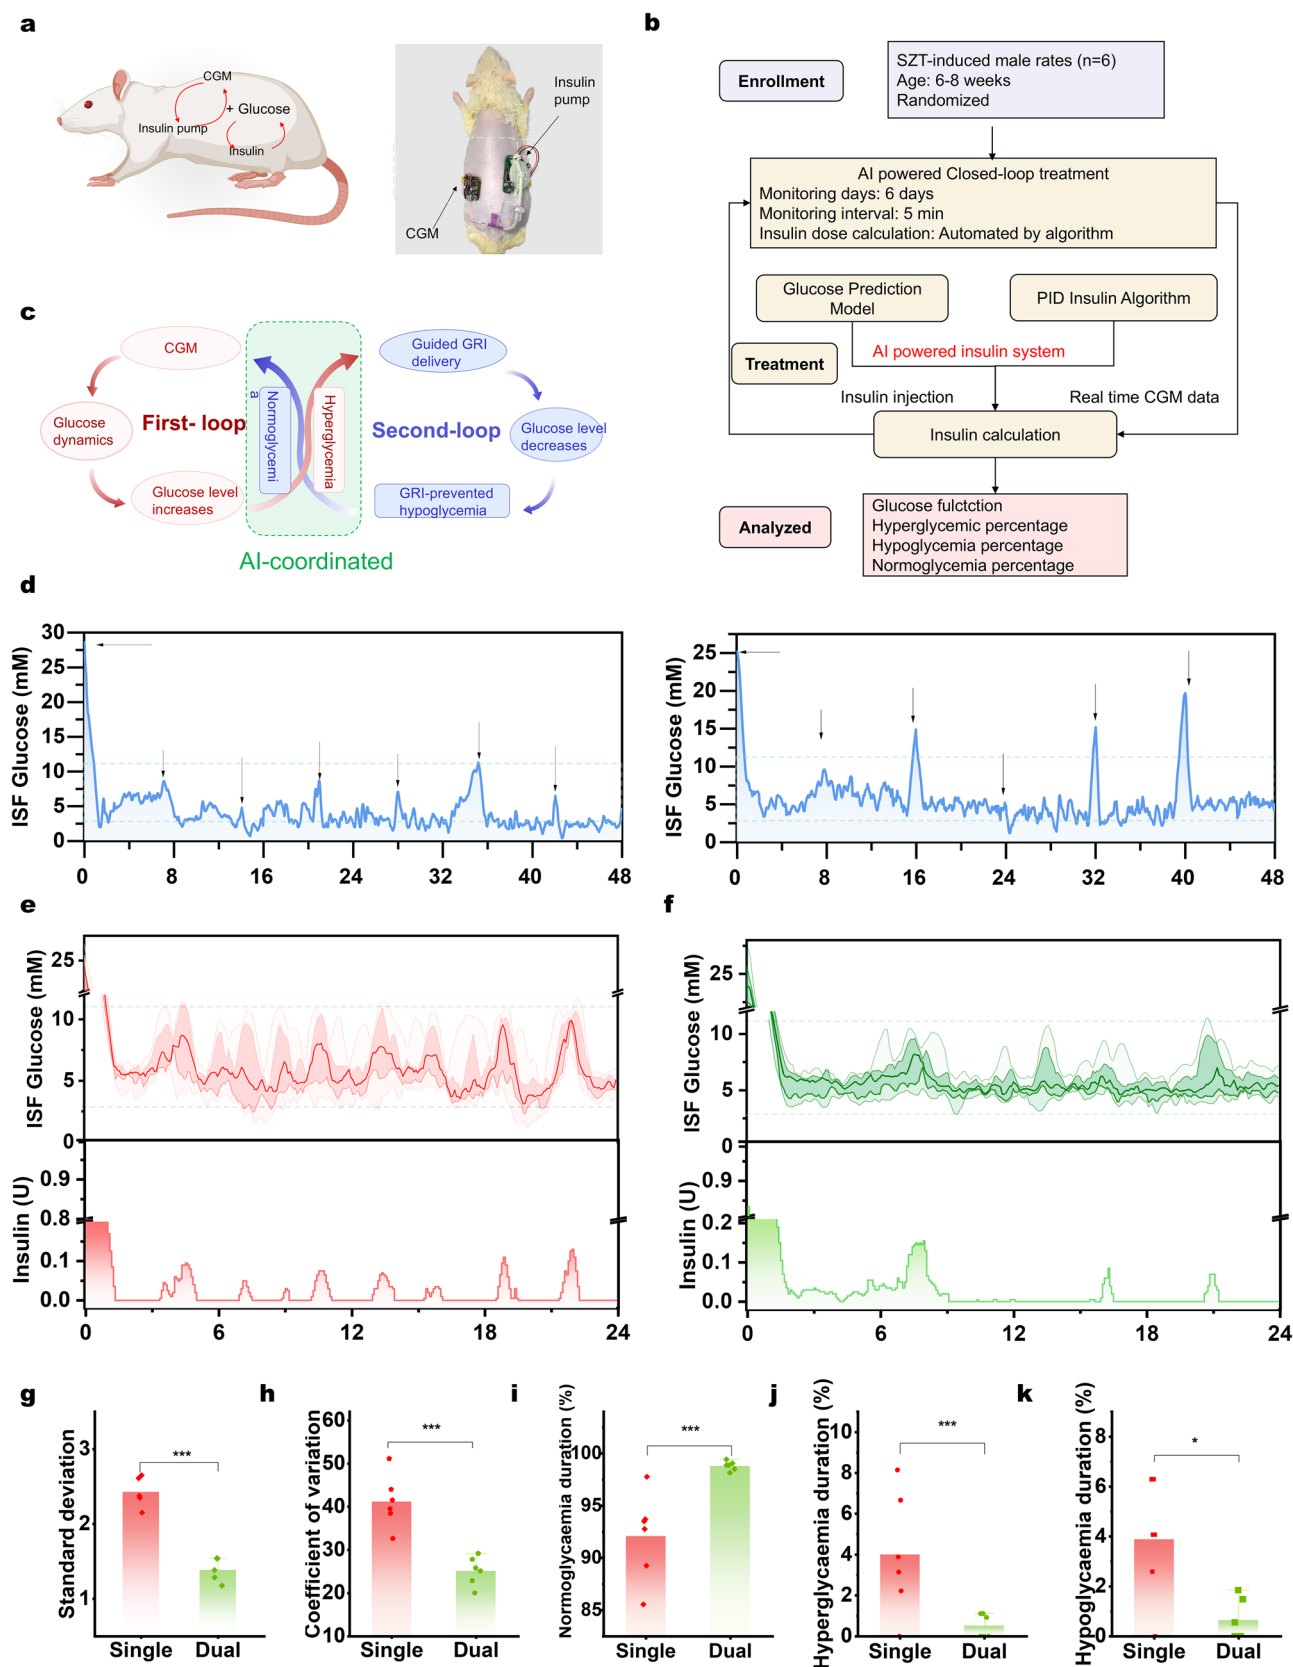 a
CGM
+ Glucose
Insulin pump
Insulin
Insulin
pump
CGM
b
Enrollment
SZT-induced male rates (n=6)
Age: 6-8 weeks
Randomized
AI powered Closed-loop treatment
Monitoring days: 6 days
Monitoring interval: 5 min
Insulin dose calculation: Automated by algorithm
Glucose Prediction
Model
PID Insulin Algorithm
AI powered insulin system
Treatment
Insulin injection
Real time CGM data
Insulin calculation
Analyzed
Glucose fulctction
Hyperglycemic percentage
Hypoglycemia percentage
Normoglycemia percentage
c
CGM
Glucose
dynamics
First- loop
Glucose level
increases
Normoglycemi
a
Hyperglycemia
Guided GRI
delivery
Second-loop
Glucose level
decreases
GRI-prevented
hypoglycemia
AI-coordinated
d
ISF Glucose (mM)
30
25
20
15
10
5
0
0 8 16 24 32 40 48
ISF Glucose (mM)
25
20
15
10
5
0
0 8 16 24 32 40 48
e
ISF Glucose (mM)
25
10
5
0
Insulin (U)
0.9
0.8
0.1
0.0
0 6 12 18 24
f
ISF Glucose (mM)
25
10
5
0
Insulin (U)
0.9
0.2
0.1
0.0
0 6 12 18 24
g
Standard deviation
3
2
1
***
Single Dual
h
Coefficient of variation
60
50
40
30
20
10
***
Single Dual
i
Normoglycaemia duration (%)
100
95
90
85
***
Single Dual
j
Hyperglycaemia duration (%)
10
8
6
4
2
0
***
Single Dual
k
Hypoglycaemia duration (%)
8
6
4
2
0
*
Single Dual